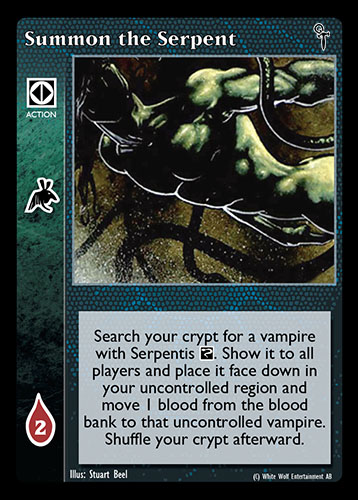 Summon the Serpent
ACTION
Search your crypt for a vampire
with Serpentis . Show it to all
players and place it face down in
your uncontrolled region and
move 1 blood from the blood
bank to that uncontrolled vampire.
Shuffle your crypt afterward.
2
Illus: Stuart Beel
(C) White Wolf Entertainment AB